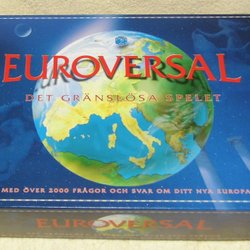 EUROVERSAL
DET GRÄNSLÖSA SPELET
MED ÖVER 2000 FRÅGOR OCH SVAR OM DITT NYA EUROPA
EUROVERSAL